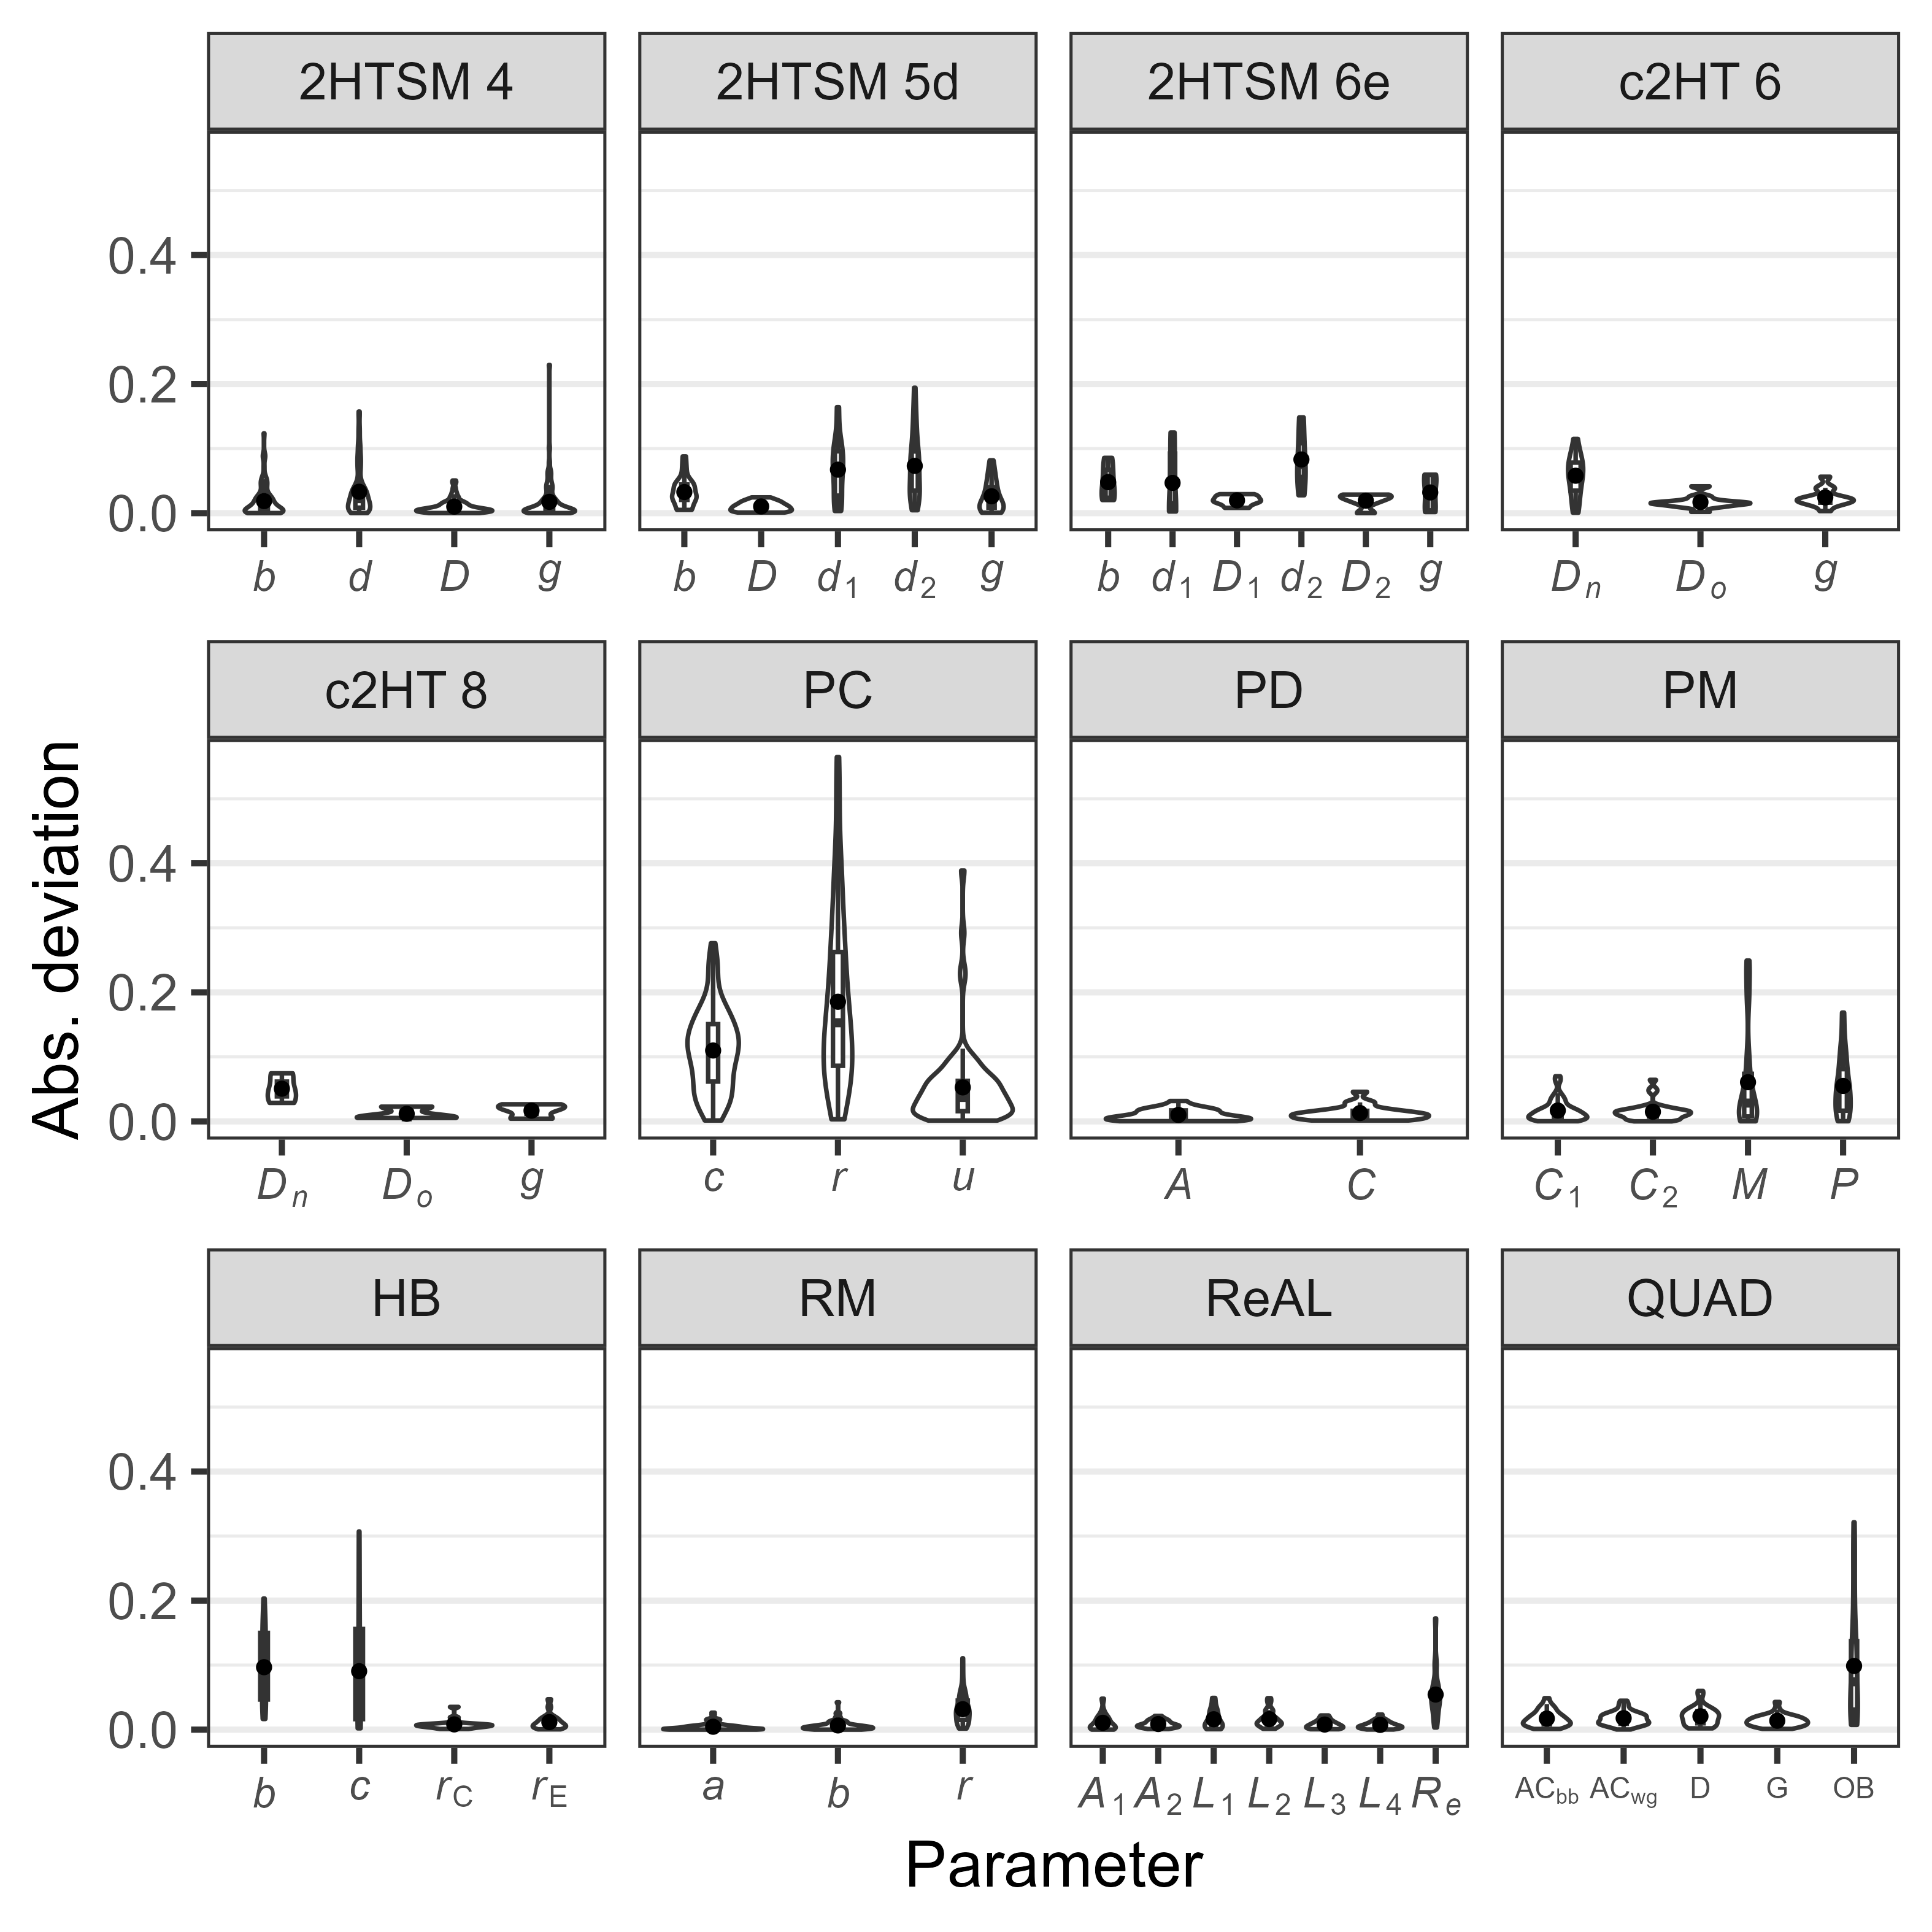 2HTSM 4 2HTSM 5d 2HTSM 6e c2HT 6
0.4
0.2
0.0
b d D g b D d1 d2 g b d1 D1 d2 D2 g Dn Do g
c2HT 8 PC PD PM
Abs. deviation
0.4
0.2
0.0
Dn Do g c r u A C C1 C2 M P
HB RM ReAL QUAD
0.4
0.2
0.0
b c rC rE a b r A1 A2 L1 L2 L3 L4 Re ACbb ACwg D G OB
Parameter